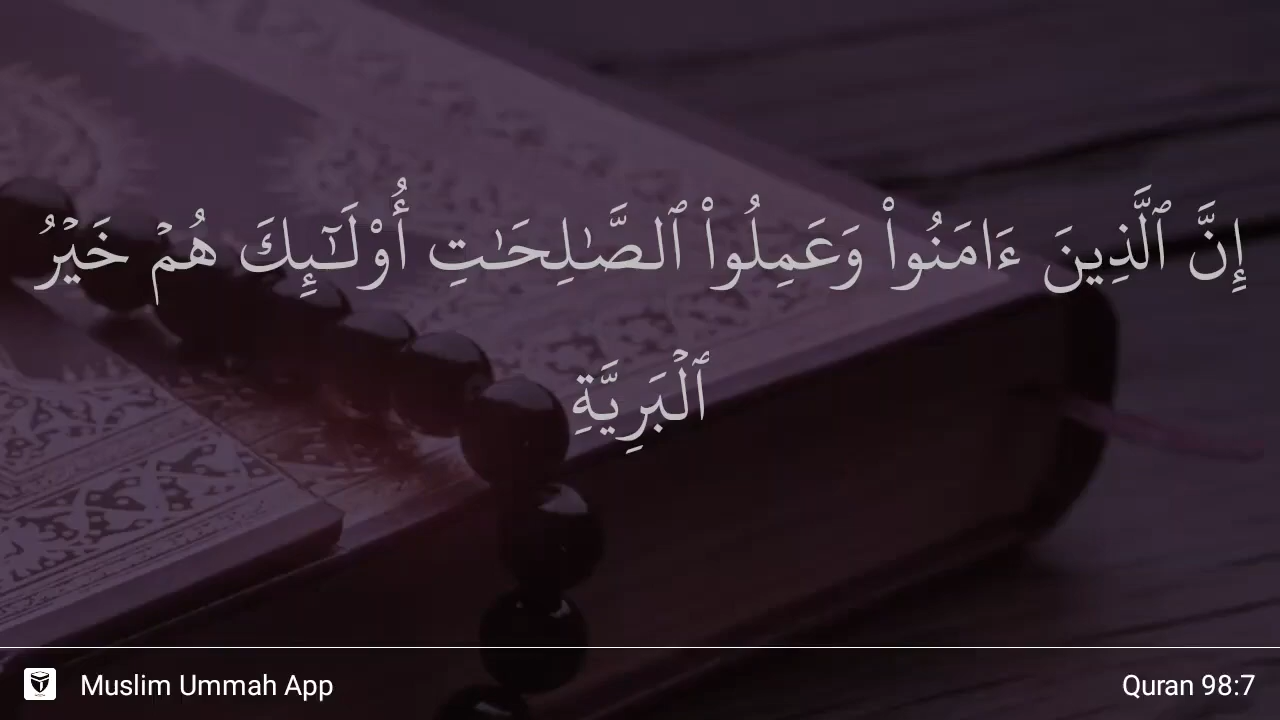 إِنَّ ٱلَّذِينَ ءَامَنُوا۟ وَعَمِلُوا۟ ٱلصَّـٰلِحَـٰتِ أُو۟لَـٰٓئِكَ هُمْ خَيْرُ
ٱلْبَرِيَّةِ
Muslim Ummah App
Quran 98:7